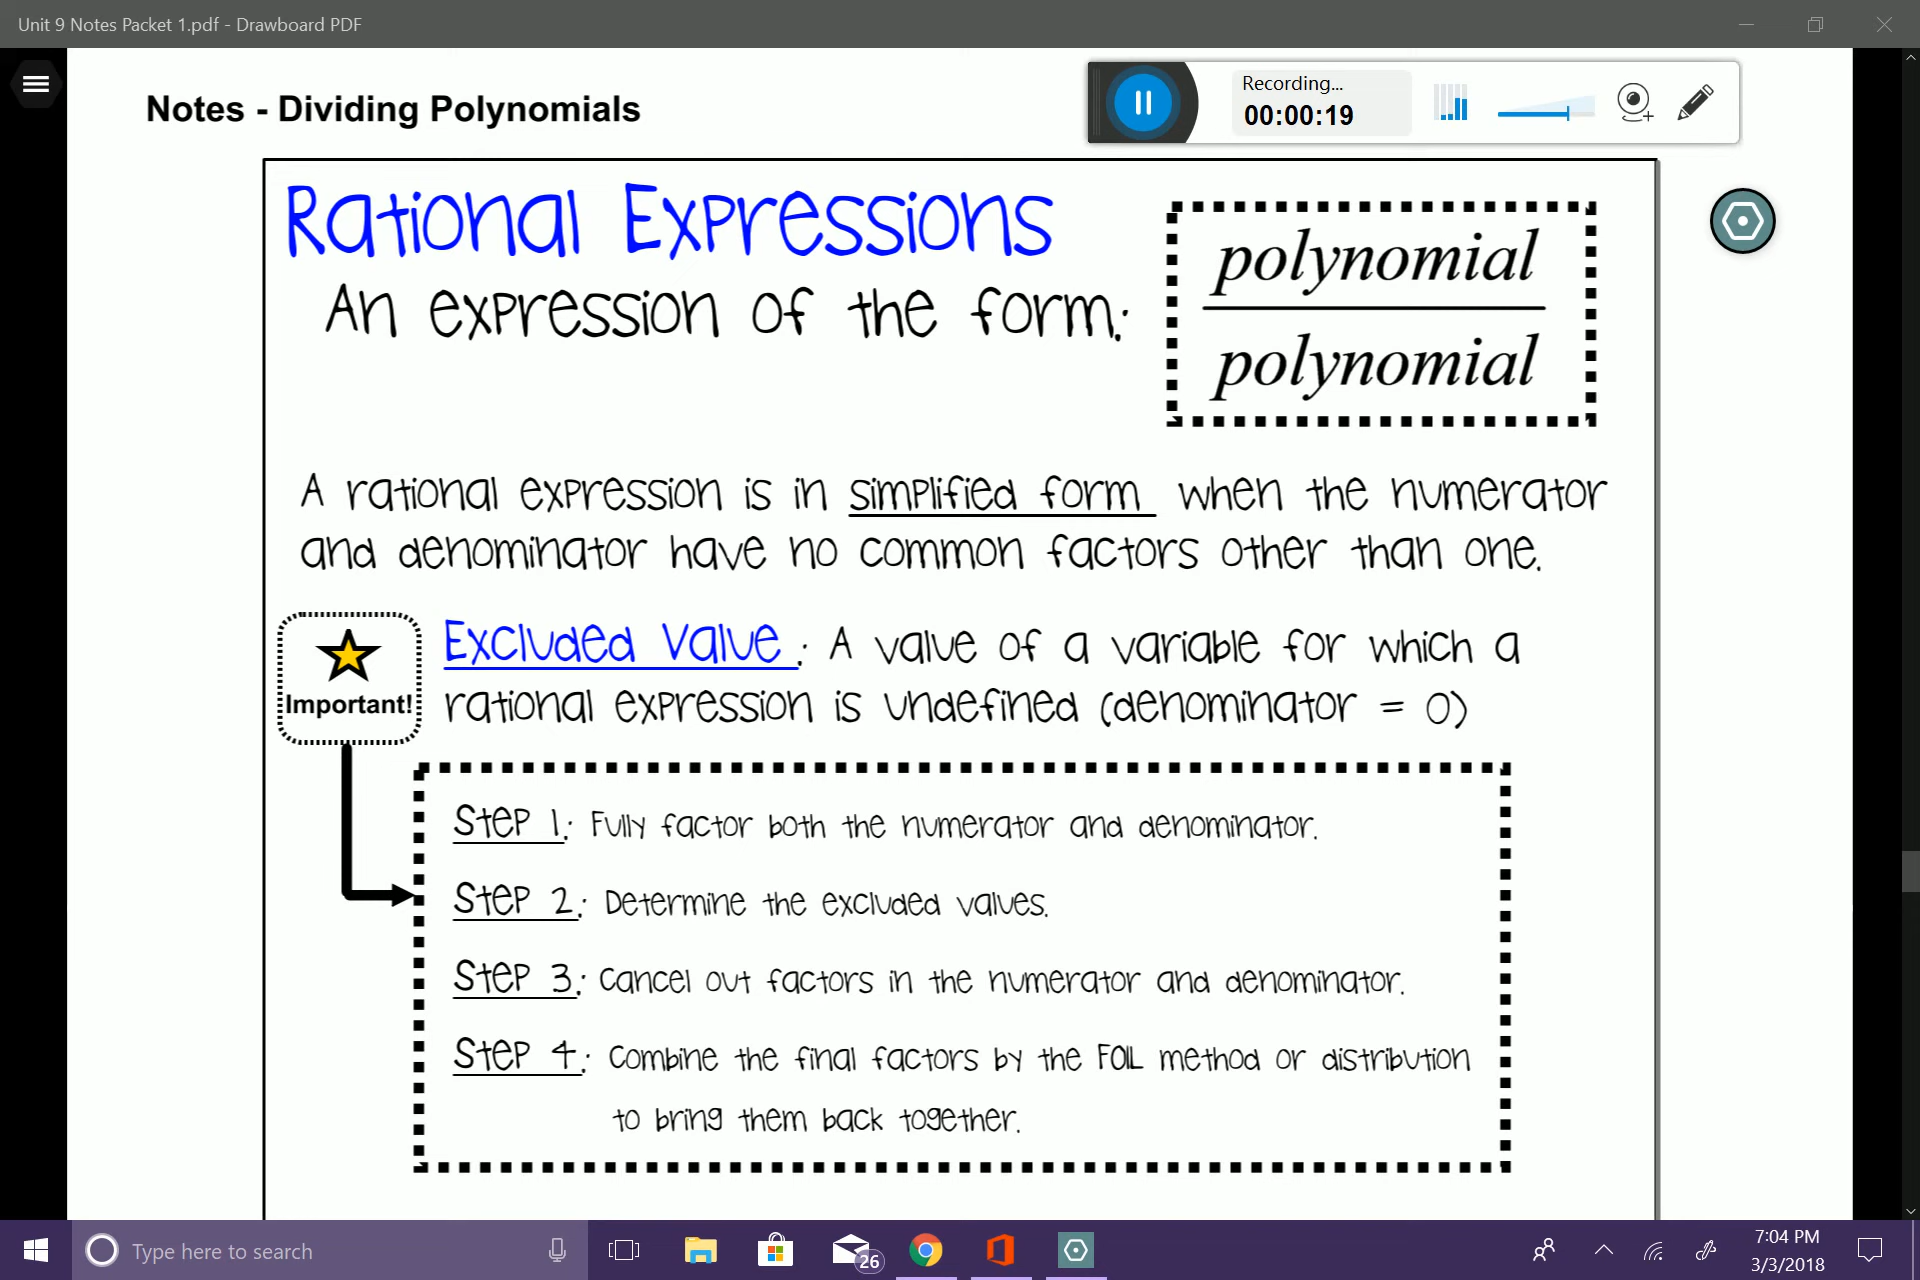 Unit 9 Notes Packet 1.pdf - Drawboard PDF
Notes - Dividing Polynomials
Recording...
00:00:19
Rational Expressions
An expression of the form:
polynomial
polynomial
A rational expression is in simplified form when the numerator
and denominator have no common factors other than one.
Important!
Excluded Value: A value of a variable for which a
rational expression is undefined (denominator = 0)
Step 1: Fully factor both the numerator and denominator.
Step 2: Determine the excluded values.
Step 3: Cancel out factors in the numerator and denominator.
Step 4: Combine the final factors by the FOIL method or distribution
to bring them back together.
Type here to search
26
7:04 PM
3/3/2018